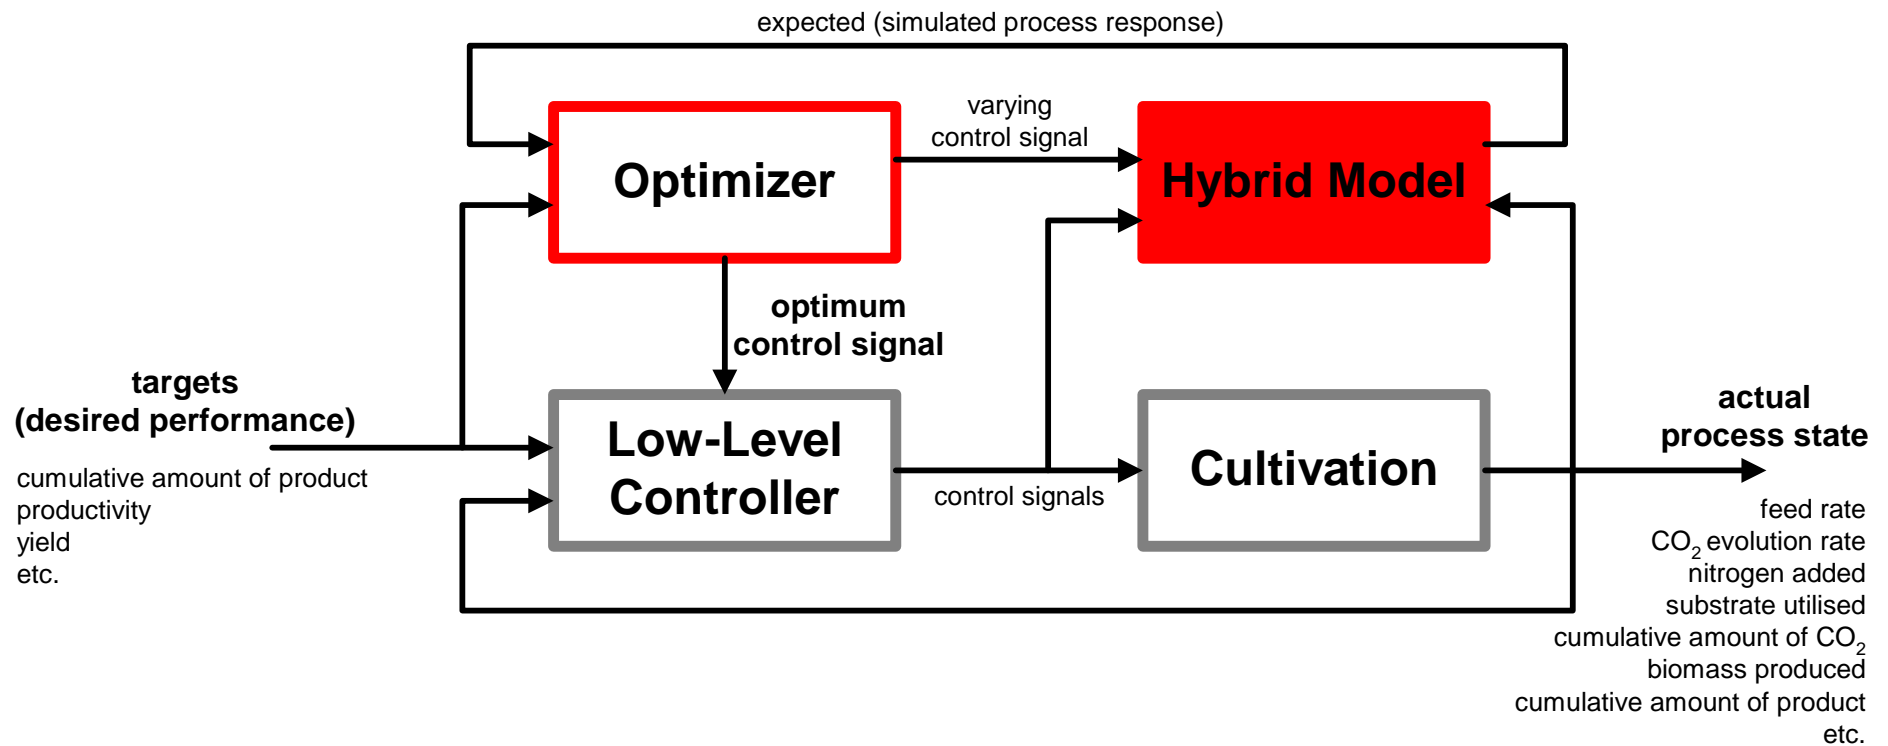 expected (simulated process response)
varying
control signal
Optimizer
Hybrid Model
optimum
control signal
targets
(desired performance)
cumulative amount of product
productivity
yield
etc.
Low-Level
Controller
control signals
Cultivation
actual
process state
feed rate
CO₂ evolution rate
nitrogen added
substrate utilised
cumulative amount of CO₂
biomass produced
cumulative amount of product
etc.